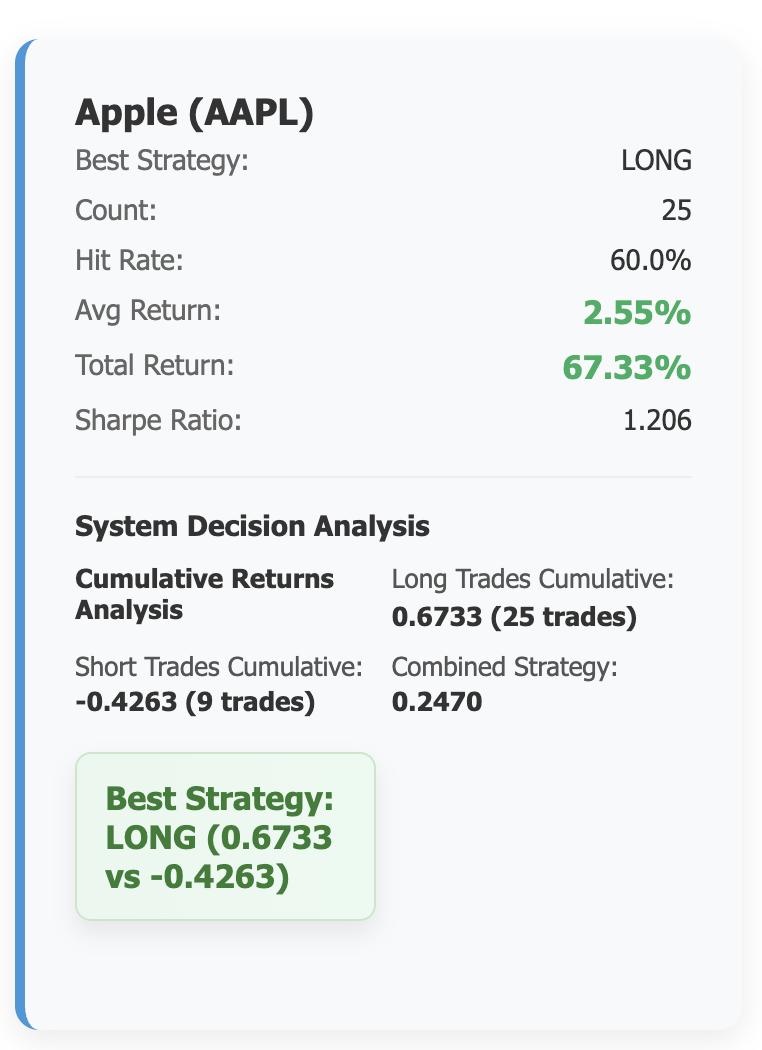 Apple (AAPL)
Best Strategy: LONG
Count: 25
Hit Rate: 60.0%
Avg Return: 2.55%
Total Return: 67.33%
Sharpe Ratio: 1.206
System Decision Analysis
Cumulative Returns
Analysis
Long Trades Cumulative:
0.6733 (25 trades)
Short Trades Cumulative:
-0.4263 (9 trades)
Combined Strategy:
0.2470
Best Strategy:
LONG (0.6733
vs -0.4263)